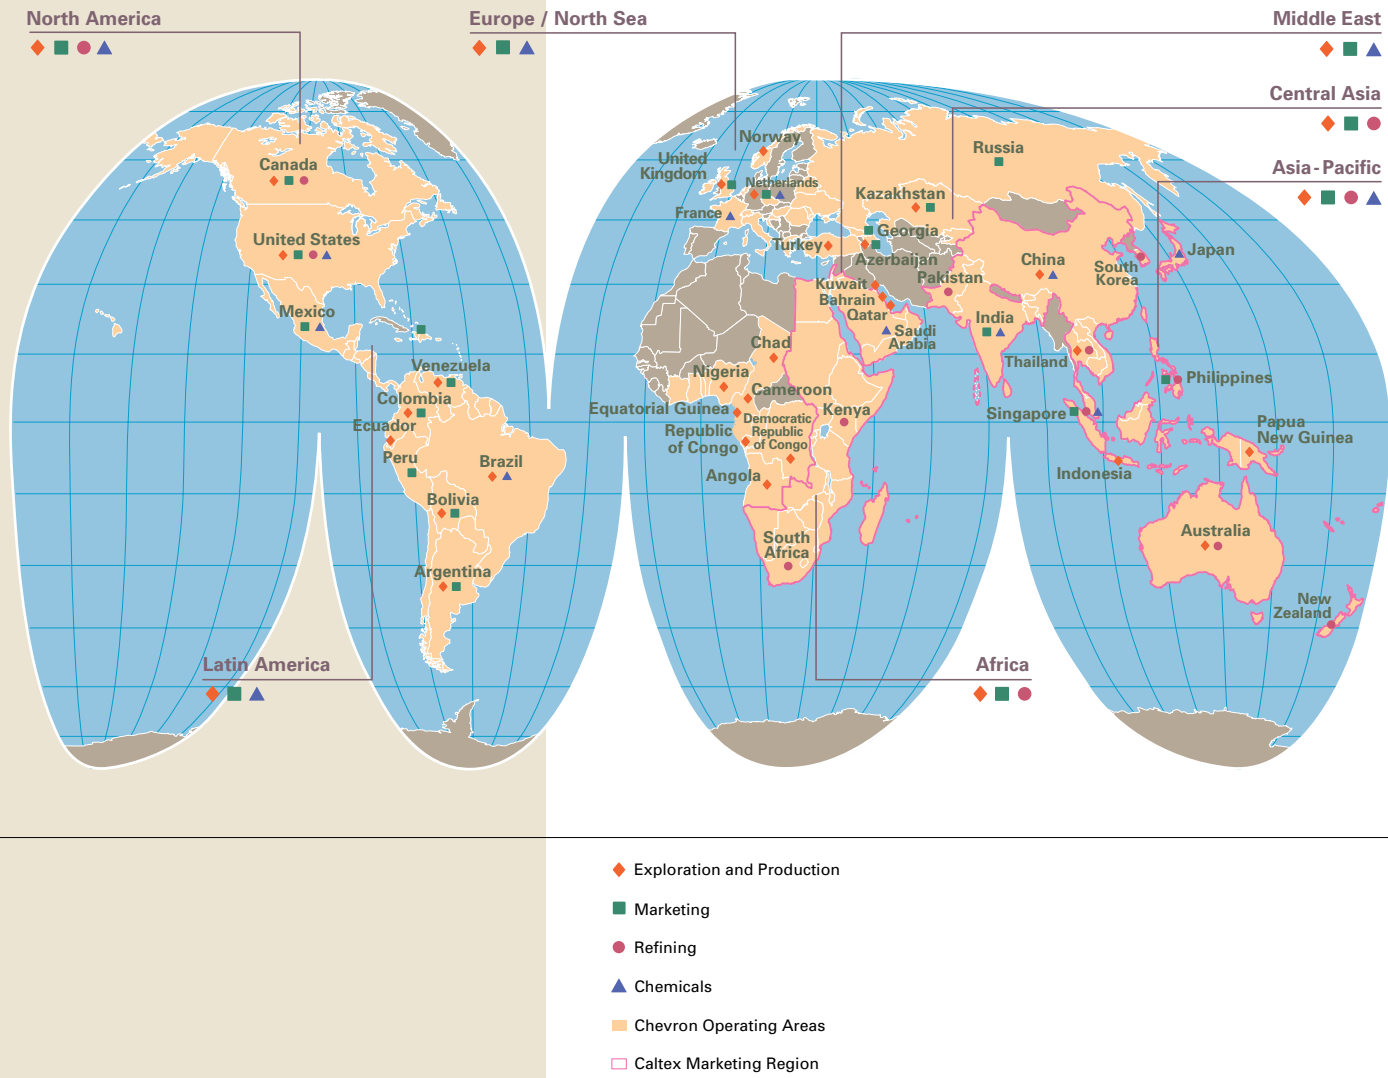 North America
Europe / North Sea
Middle East
Central Asia
Asia-Pacific
Canada
United States
Mexico
Venezuela
Colombia
Ecuador
Peru
Brazil
Bolivia
Argentina
Latin America
Norway
United
Kingdom
Netherlands
France
Russia
Kazakhstan
Georgia
Turkey
Azerbaijan
Kuwait
Bahrain
Qatar
Pakistan
Saudi
Arabia
India
China
South
Korea
Japan
Thailand
Philippines
Singapore
Indonesia
Papua
New Guinea
Australia
New
Zealand
Chad
Nigeria
Cameroon
Equatorial Guinea
Kenya
Republic
of Congo
Democratic
Republic
of Congo
Angola
South
Africa
Africa
Exploration and Production
Marketing
Refining
Chemicals
Chevron Operating Areas
Caltex Marketing Region